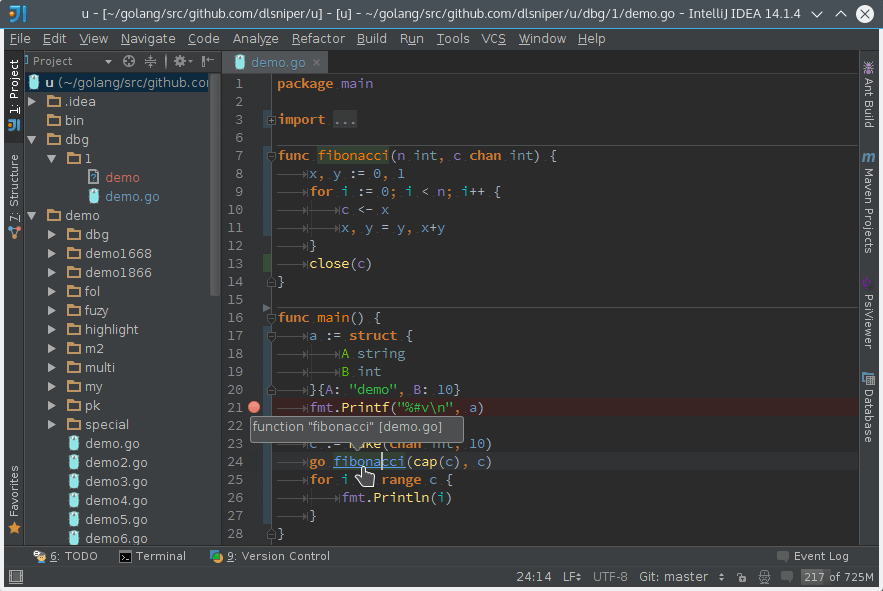 u - [~/golang/src/github.com/dlsniper/u] - [u] - ~/golang/src/github.com/dlsniper/u/dbg/1/demo.go - IntelliJ IDEA 14.1.4
File Edit View Navigate Code Analyze Refactor Build Run Tools VCS Window Help
Project
demo.go
1: Project
7: Structure
Favorites
u (~/golang/src/github.com
.idea
bin
dbg
1
demo
demo.go
demo
dbg
demo1668
demo1866
fol
fuzy
highlight
m2
multi
my
pk
special
demo.go
demo2.go
demo3.go
demo4.go
demo5.go
demo6.go
1 package main
2
3 import ...
6
7 func fibonacci(n int, c chan int) {
8 x, y := 0, 1
9 for i := 0; i < n; i++ {
10 c <- x
11 x, y = y, x+y
12 }
13 close(c)
14 }
15
16 func main() {
17 a := struct {
18 A string
19 B int
20 }{A: "demo", B: 10}
21 fmt.Printf("%#v\n", a)
22
function "fibonacci" [demo.go]
23 c := make(chan int, 10)
24 go fibonacci(cap(c), c)
25 for i range c {
26 fmt.Println(i)
27 }
28 }
Ant Build
Maven Projects
PsiViewer
Database
6: TODO Terminal 9: Version Control Event Log
24:14 LF UTF-8 Git: master 217 of 725M